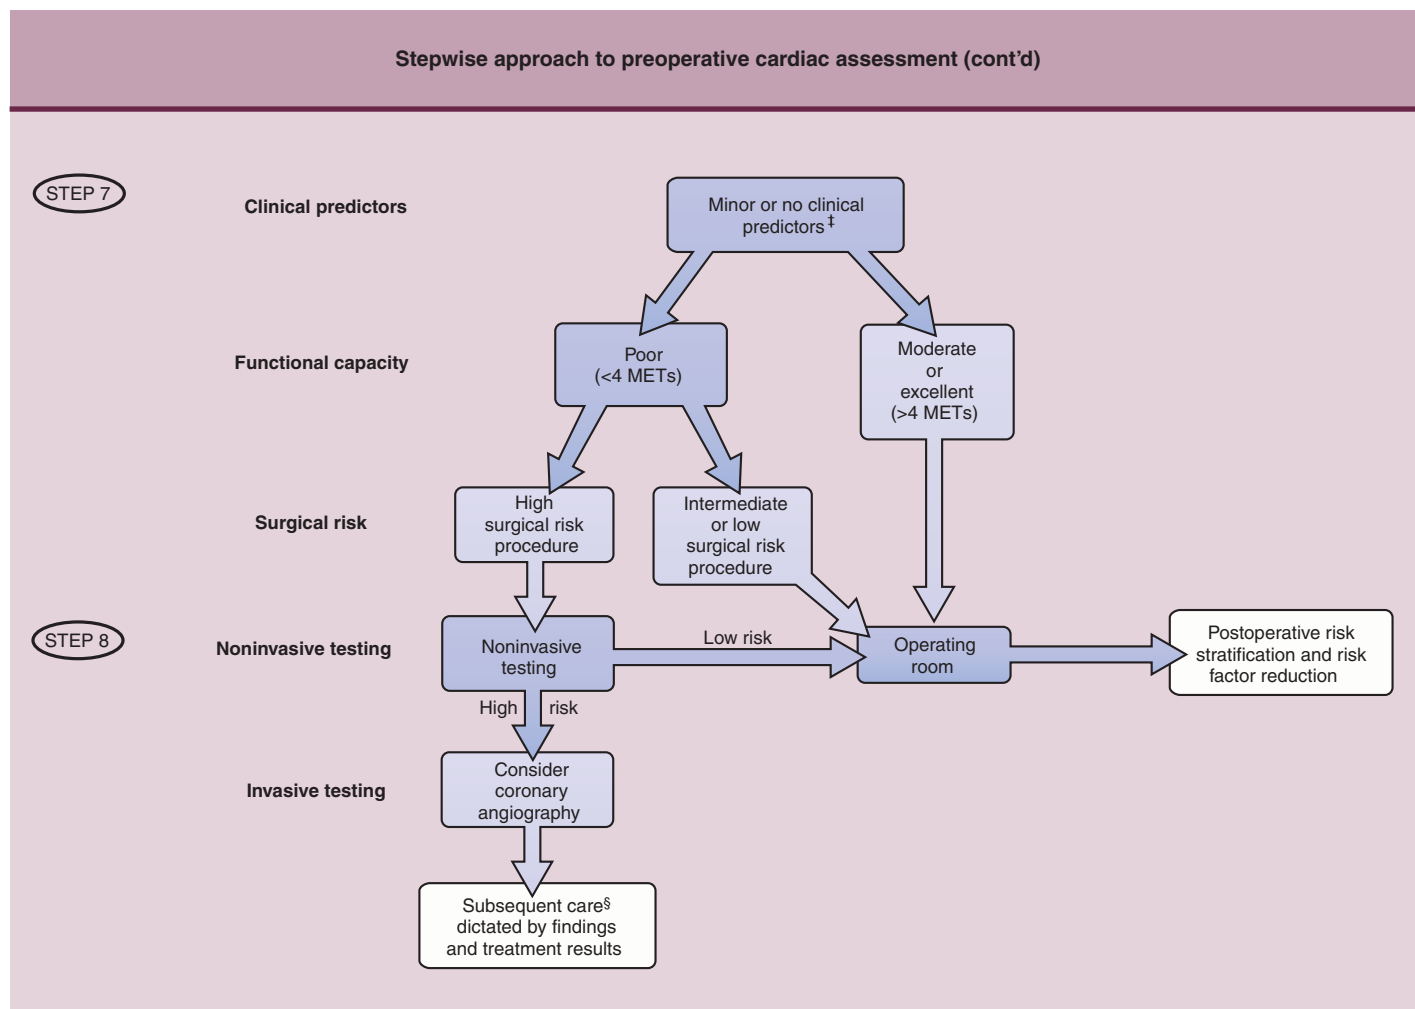 Stepwise approach to preoperative cardiac assessment (cont’d)
STEP 7
Clinical predictors
Minor or no clinical
predictors‡
Functional capacity
Poor
(<4 METs)
Moderate
or
excellent
(>4 METs)
Surgical risk
High
surgical risk
procedure
Intermediate
or low
surgical risk
procedure
STEP 8
Noninvasive testing
Noninvasive
testing
Low risk
Operating
room
Postoperative risk
stratification and risk
factor reduction
High risk
Invasive testing
Consider
coronary
angiography
Subsequent care§
dictated by findings
and treatment results